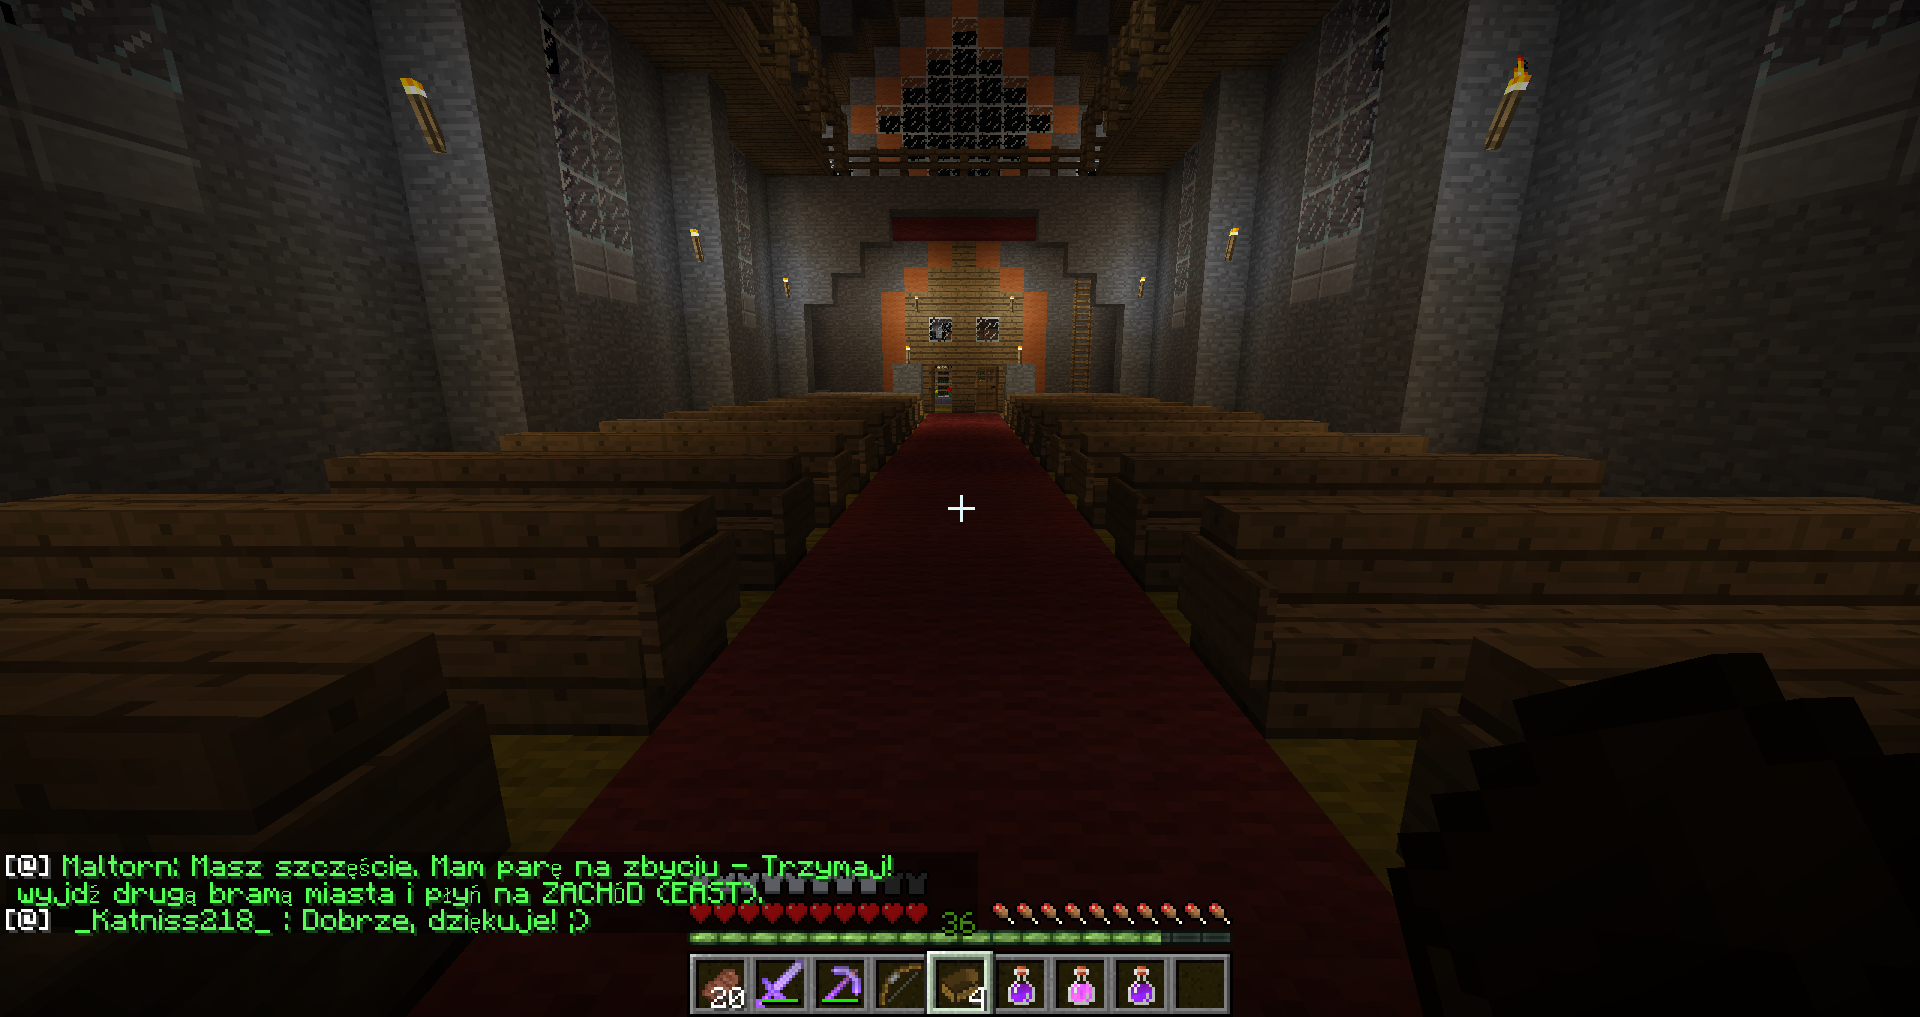 [@] Maltorn: Masz szczęście. Mam parę na zbyciu - Trzymaj!
wyjdź drugą bramą miasta i płyń na ZACHÓD (EAST).
[@] _Katniss218_ : Dobrze, dziękuje! ;)
36
20
4